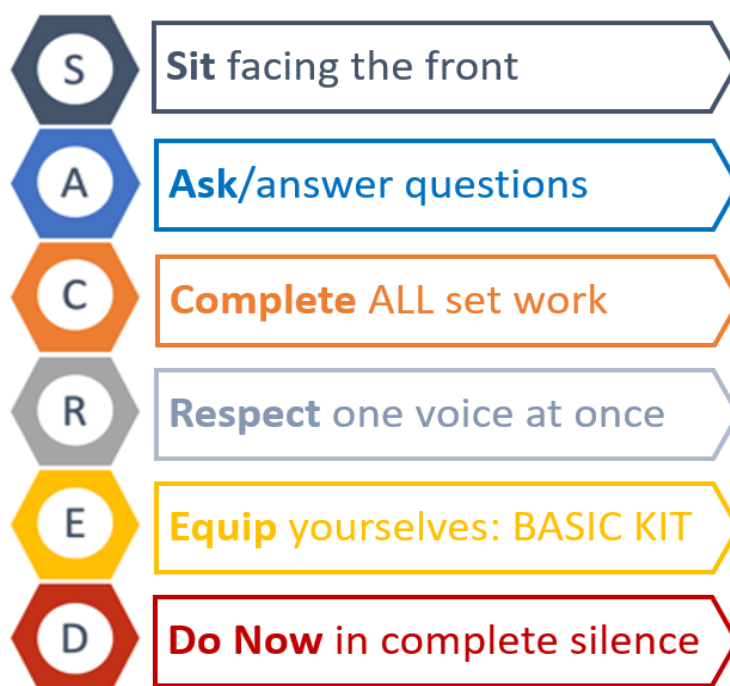 S Sit facing the front
A Ask/answer questions
C Complete ALL set work
R Respect one voice at once
E Equip yourselves: BASIC KIT
D Do Now in complete silence